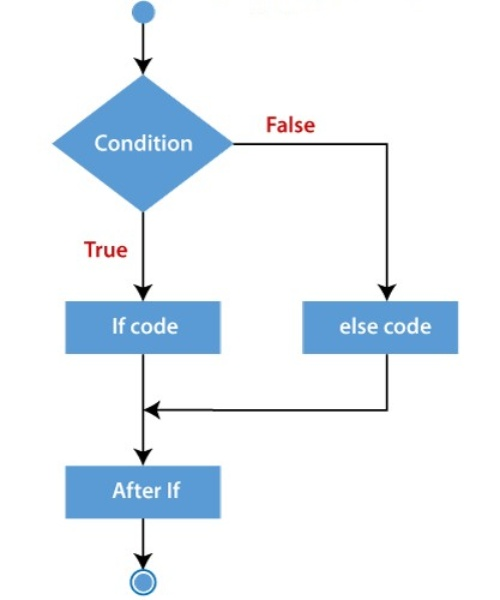 Condition
False
True
If code
else code
After If